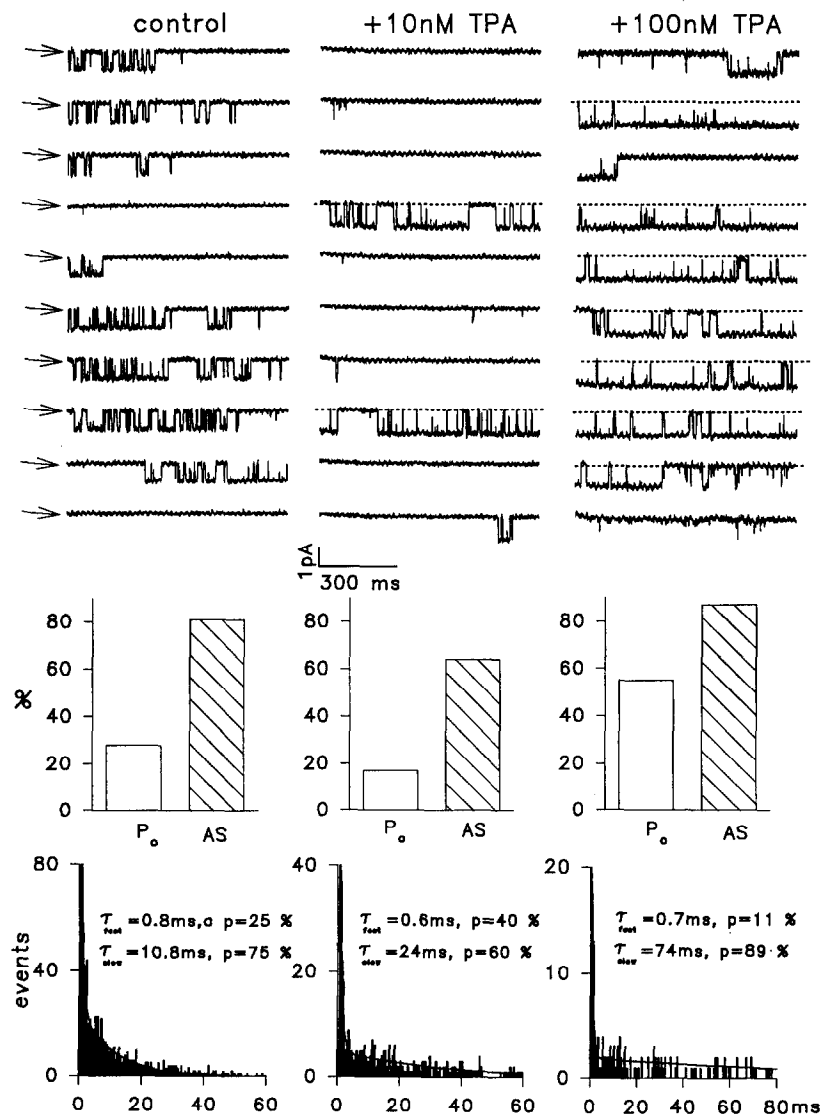 control +10nM TPA +100nM TPA
1pA
300 ms
%
80 80 80
60 60 60
40 40 40
20 20 20
0 0 0
Po AS Po AS Po AS
events
80 40 20
40 20 10
0 0 0
τfast=0.8ms,a p=25 % τfast=0.6ms, p=40 % τfast=0.7ms, p=11 %
τslow=10.8ms, p=75 % τslow=24ms, p=60 % τslow=74ms, p=89 %
0 20 40 60 0 20 40 60 0 20 40 60 80 ms